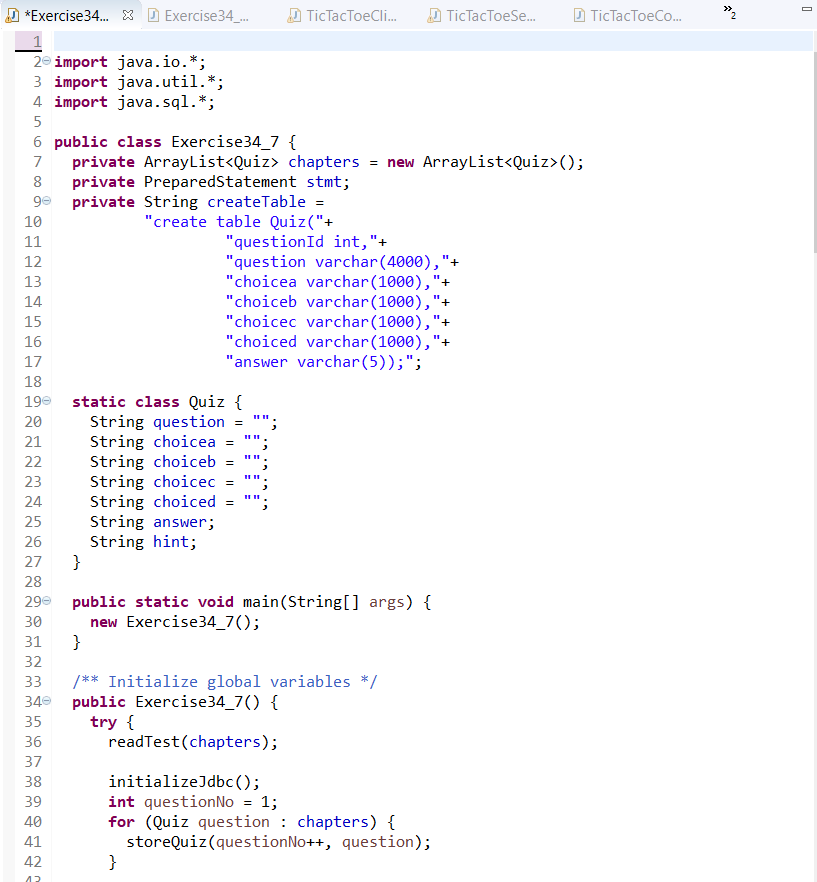 *Exercise34... Exercise34_... TicTacToeCli... TicTacToeSe... TicTacToeCo... »2
1
2 import java.io.*;
3 import java.util.*;
4 import java.sql.*;
5
6 public class Exercise34_7 {
7 private ArrayList<Quiz> chapters = new ArrayList<Quiz>();
8 private PreparedStatement stmt;
9 private String createTable =
10 "create table Quiz("+
11 "questionId int,"+
12 "question varchar(4000),"+
13 "choicea varchar(1000),"+
14 "choiceb varchar(1000),"+
15 "choicec varchar(1000),"+
16 "choiced varchar(1000),"+
17 "answer varchar(5));";
18
19 static class Quiz {
20 String question = "";
21 String choicea = "";
22 String choiceb = "";
23 String choicec = "";
24 String choiced = "";
25 String answer;
26 String hint;
27 }
28
29 public static void main(String[] args) {
30 new Exercise34_7();
31 }
32
33 /** Initialize global variables */
34 public Exercise34_7() {
35 try {
36 readTest(chapters);
37
38 initializeJdbc();
39 int questionNo = 1;
40 for (Quiz question : chapters) {
41 storeQuiz(questionNo++, question);
42 }
43